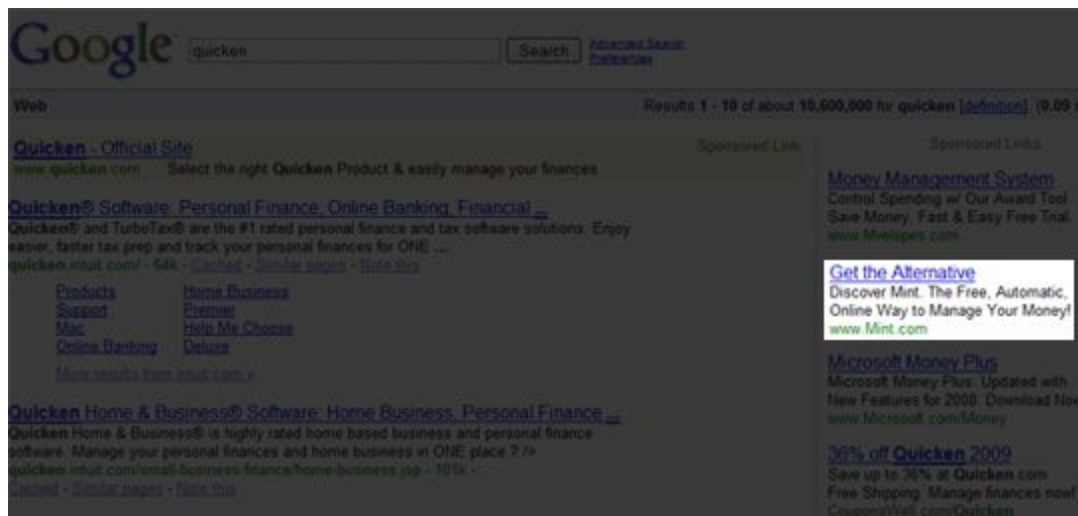 Google
quicken
Search
Advanced Search
Preferences
Web
Results 1 - 10 of about 10,600,000 for quicken [definition]. (0.09
Quicken - Official Site
Sponsored Link
www.quicken.com Select the right Quicken Product & easily manage your finances
Quicken® Software: Personal Finance, Online Banking, Financial ...
Quicken® and TurboTax® are the #1 rated personal finance and tax software solutions. Enjoy
easier, faster tax prep and track your personal finances for ONE ...
quicken.intuit.com/ - 64k - Cached - Similar pages - Note this
Products Home Business
Support Premier
Mac Help Me Choose
Online Banking Deluxe
More results from intuit.com »
Quicken Home & Business® Software: Home Business, Personal Finance ...
Quicken Home & Business® is highly rated home based business and personal finance
software. Manage your personal finances and home business in ONE place.? />
quicken.intuit.com/small-business-finance/home-business.jsp - 101k -
Cached - Similar pages - Note this
Sponsored Links
Money Management System
Control Spending w/ Our Award Tool
Save Money. Fast & Easy Free Trial.
www.Mvelopes.com
Get the Alternative
Discover Mint. The Free, Automatic,
Online Way to Manage Your Money!
www.Mint.com
Microsoft Money Plus
Microsoft Money Plus. Updated with
New Features for 2008. Download Now
www.Microsoft.com/Money
36% off Quicken 2009
Save up to 36% at Quicken.com
Free Shipping. Manage finances now!
CouponsWell.com/Quicken